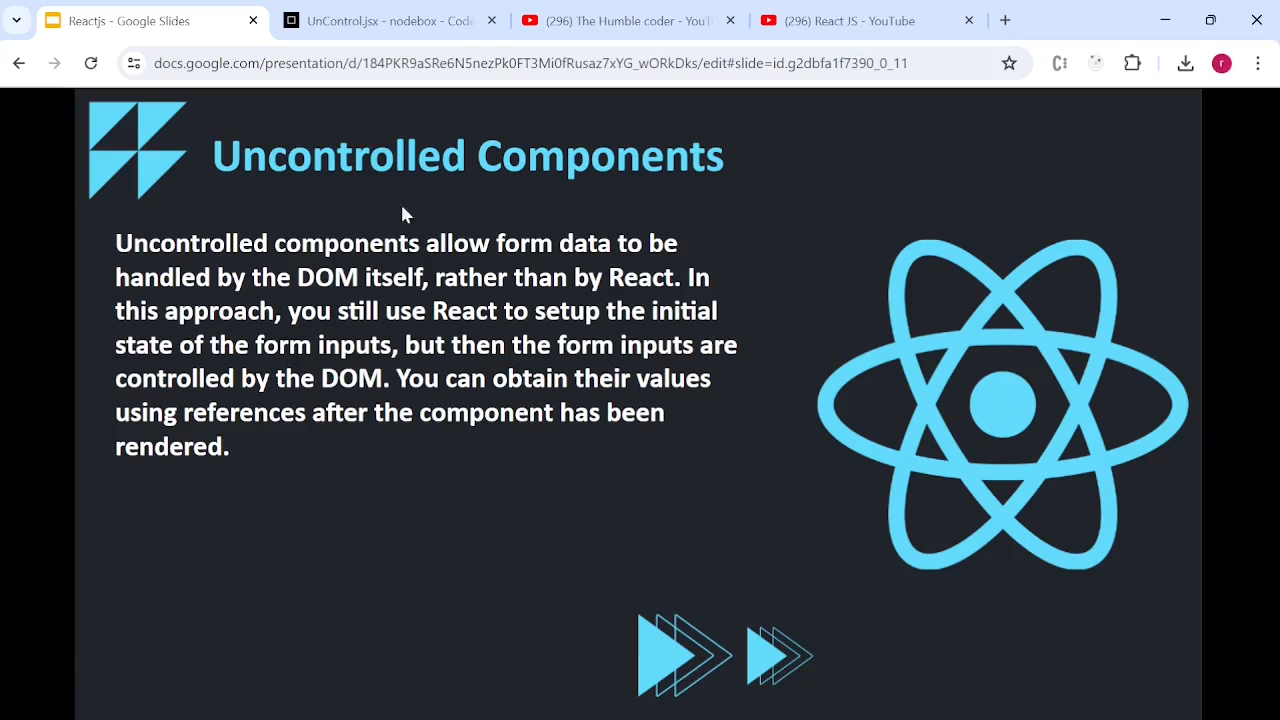 Reactjs - Google Slides
UnControl.jsx - nodebox - Code
(296) The Humble coder - YouT
(296) React JS - YouTube
docs.google.com/presentation/d/184PKR9aSRe6N5nezPk0FT3Mi0fRusaz7xYG_wORkDks/edit#slide=id.g2dbfa1f7390_0_11
r
Uncontrolled Components
Uncontrolled components allow form data to be
handled by the DOM itself, rather than by React. In
this approach, you still use React to setup the initial
state of the form inputs, but then the form inputs are
controlled by the DOM. You can obtain their values
using references after the component has been
rendered.